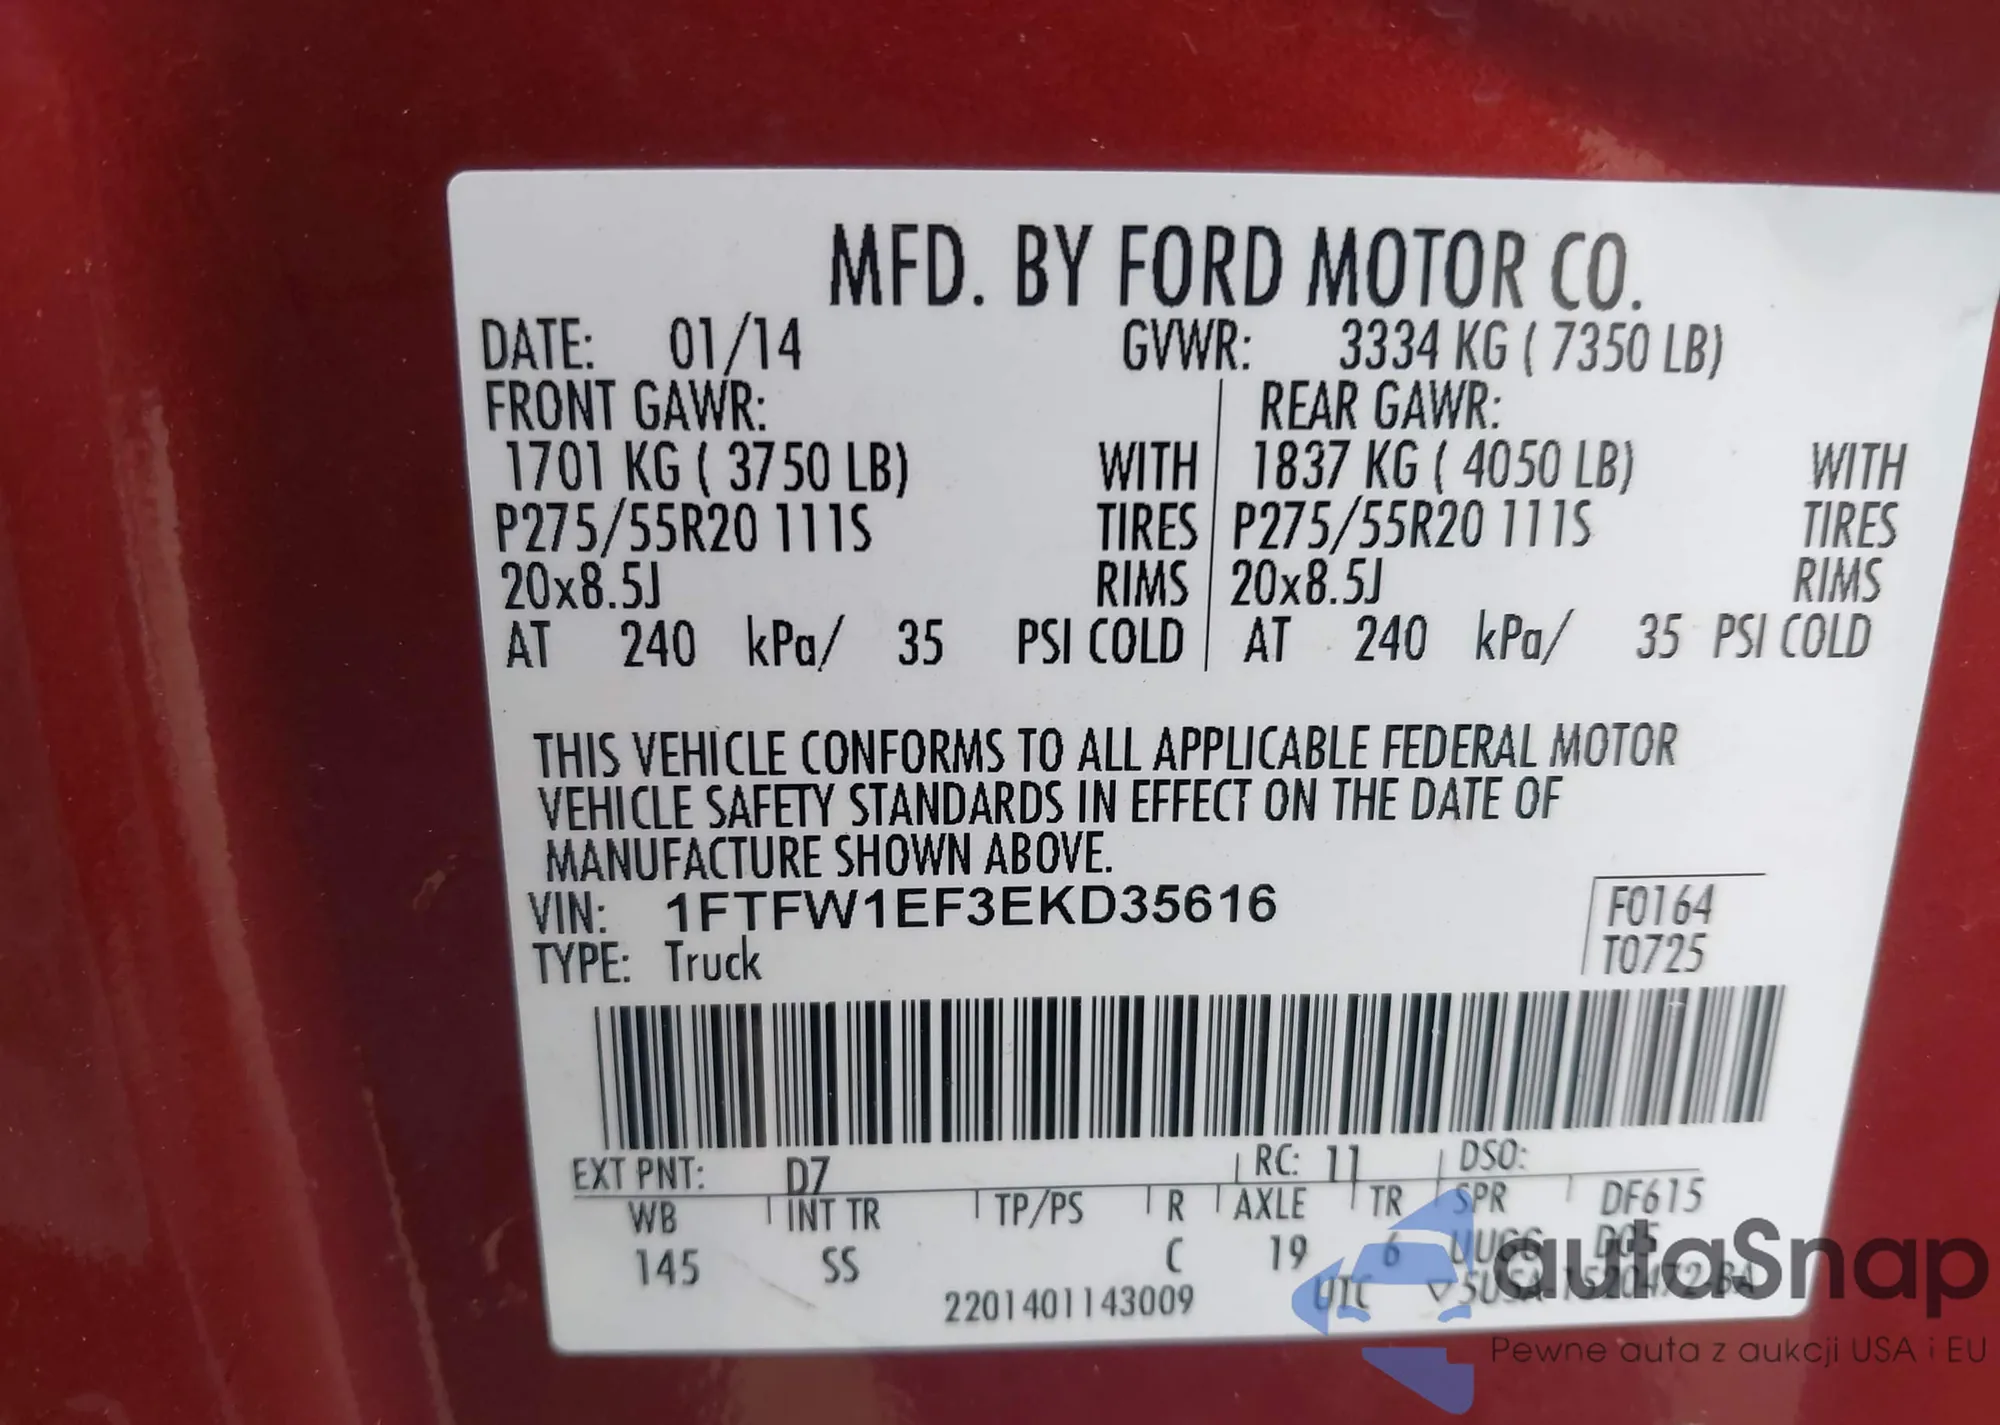 MFD. BY FORD MOTOR CO.
DATE: 01/14 GVWR: 3334 KG ( 7350 LB)
FRONT GAWR: REAR GAWR:
1701 KG ( 3750 LB) WITH 1837 KG ( 4050 LB) WITH
P275/55R20 111S TIRES P275/55R20 111S TIRES
20x8.5J RIMS 20x8.5J RIMS
AT 240 kPa/ 35 PSI COLD AT 240 kPa/ 35 PSI COLD
THIS VEHICLE CONFORMS TO ALL APPLICABLE FEDERAL MOTOR
VEHICLE SAFETY STANDARDS IN EFFECT ON THE DATE OF
MANUFACTURE SHOWN ABOVE.
VIN: 1FTFW1EF3EKD35616 F0164
TYPE: Truck T0725
EXT PNT: D7 RC: 11 DSO:
WB INT TR TP/PS R AXLE TR SPR DF615
145 SS C 19 6 UUGG D05
2201401143009 UTC
autaSnap
Pewne auta z aukcji USA i EU